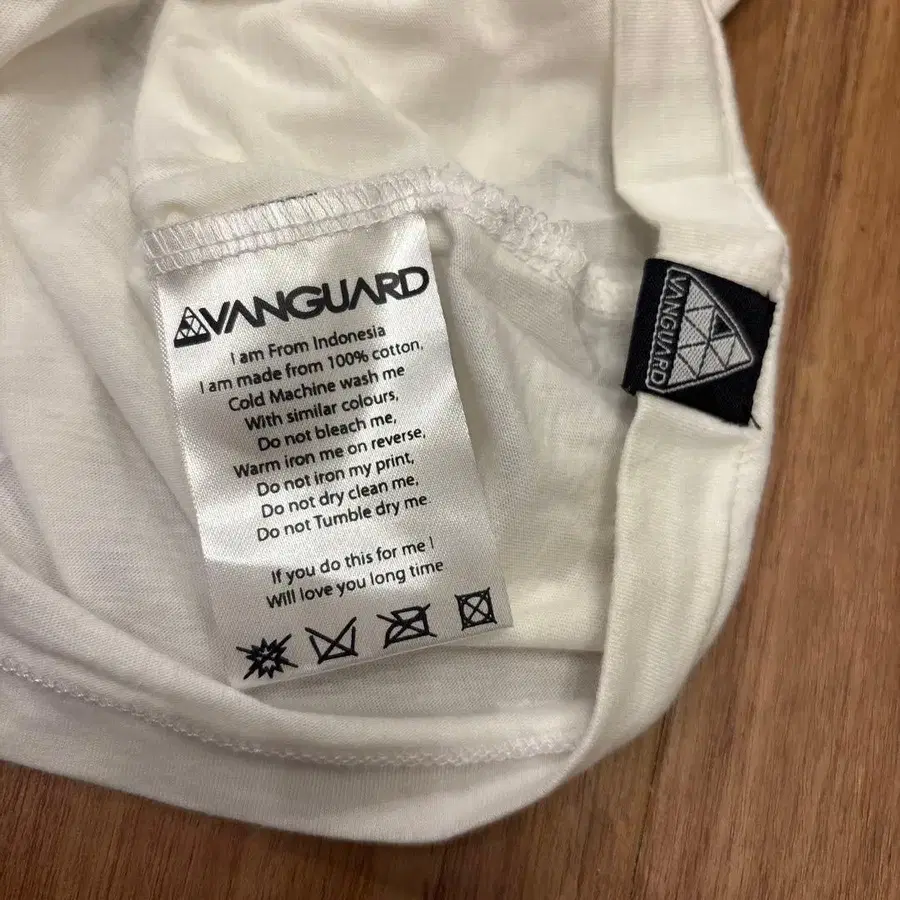 VANGUARD
I am From Indonesia
I am made from 100% cotton,
Cold Machine wash me
With similar colours,
Do not bleach me,
Warm iron me on reverse,
Do not iron my print,
Do not dry clean me,
Do not Tumble dry me
If you do this for me !
Will love you long time
VANGUARD